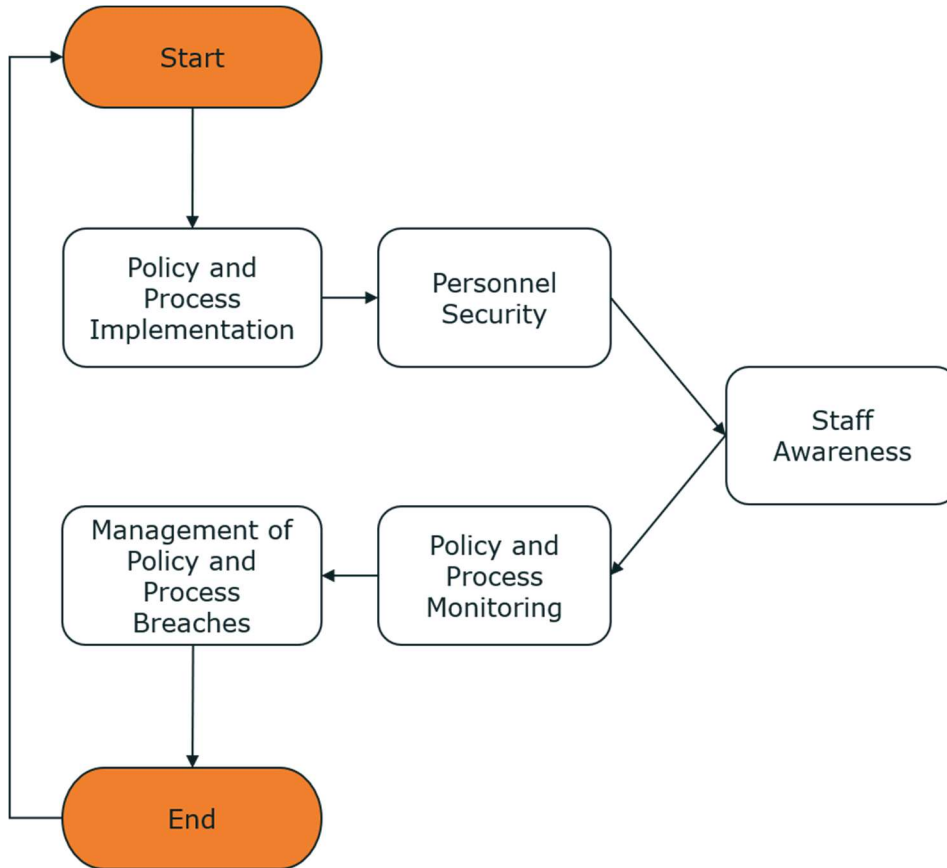 Start
Policy and
Process
Implementation
Personnel
Security
Staff
Awareness
Policy and
Process
Monitoring
Management of
Policy and
Process
Breaches
End